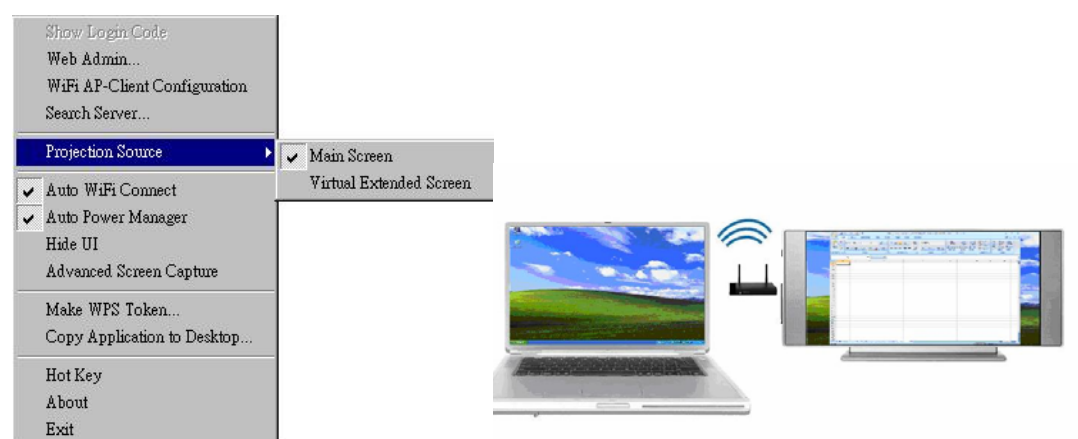 Show Login Code
Web Admin...
WiFi AP-Client Configuration
Search Server...
Projection Source
Main Screen
Virtual Extended Screen
Auto WiFi Connect
Auto Power Manager
Hide UI
Advanced Screen Capture
Make WPS Token...
Copy Application to Desktop...
Hot Key
About
Exit